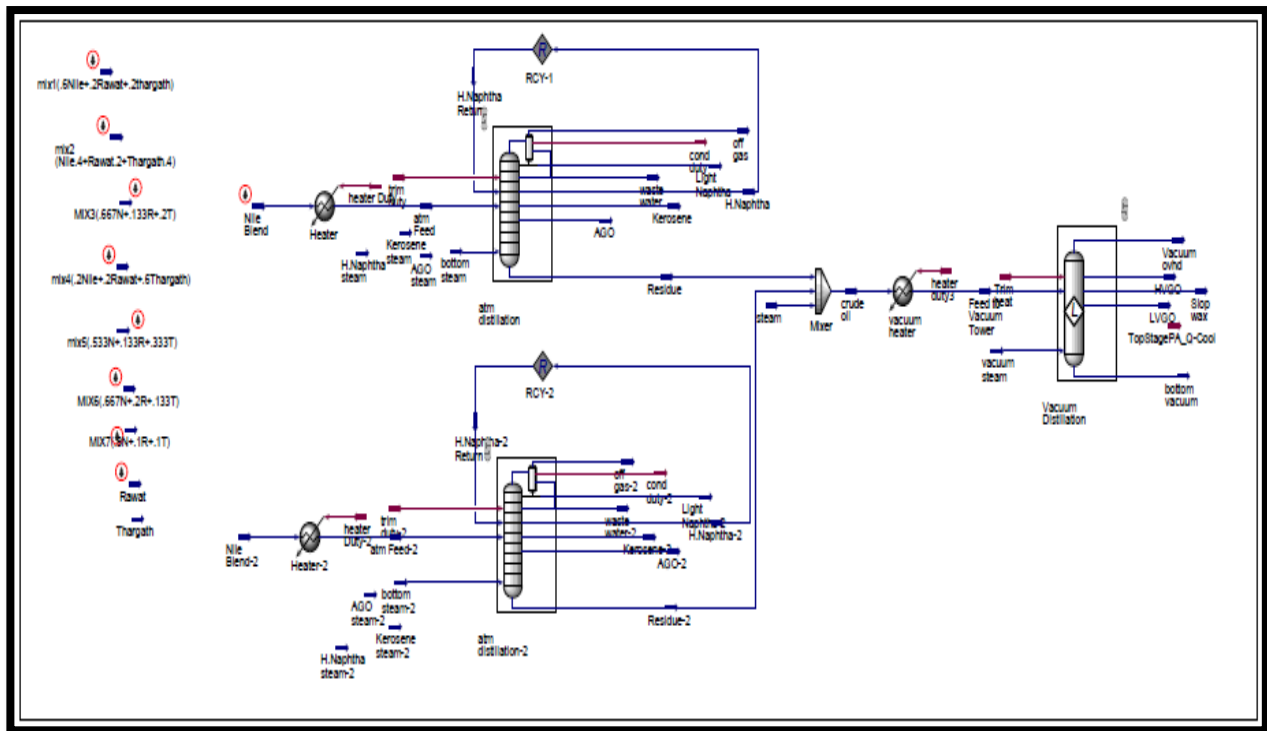 mix1(.6Nile+.2Rawat+.2thargath)
mix2
(Nile.4+Rawat.2+Thargath.4)
MIX3(.667N+.133R+.2T)
mix4(.2Nile+.2Rawat+.6Thargath)
mix5(.533N+.133R+.333T)
MIX6(.667N+.2R+.133T)
N+.1R+.1T)
Rawat
Thargath
R
RCY-1
H.Naphtha
Return
off
gas
cond
duty
Light
Naphtha
H.Naphtha
waste
water
Kerosene
AGO
Nile
Blend
Heater
heater Duty
trim
duty
atm
Feed
Kerosene
steam
H.Naphtha
steam
AGO
steam
bottom
steam
Residue
atm
distillation
steam
Mixer
crude
oil
vacuum
heater
heater
duty3
Feed to
Vacuum
Tower
Trim
heat
L
Vacuum
ovhd
HVGO
Slop
wax
LVGO
TopStagePA_Q-Cool
vacuum
steam
bottom
vacuum
Vacuum
Distillation
R
RCY-2
H.Naphtha-2
Return
off
gas-2
cond
duty-2
Light
Naphtha-2
H.Naphtha-2
waste
water-2
Kerosene-2
AGO-2
Nile
Blend-2
Heater-2
heater
Duty-2
trim
duty-2
atm Feed-2
bottom
steam-2
AGO
steam-2
Kerosene
steam-2
H.Naphtha
steam-2
Residue-2
atm
distillation-2